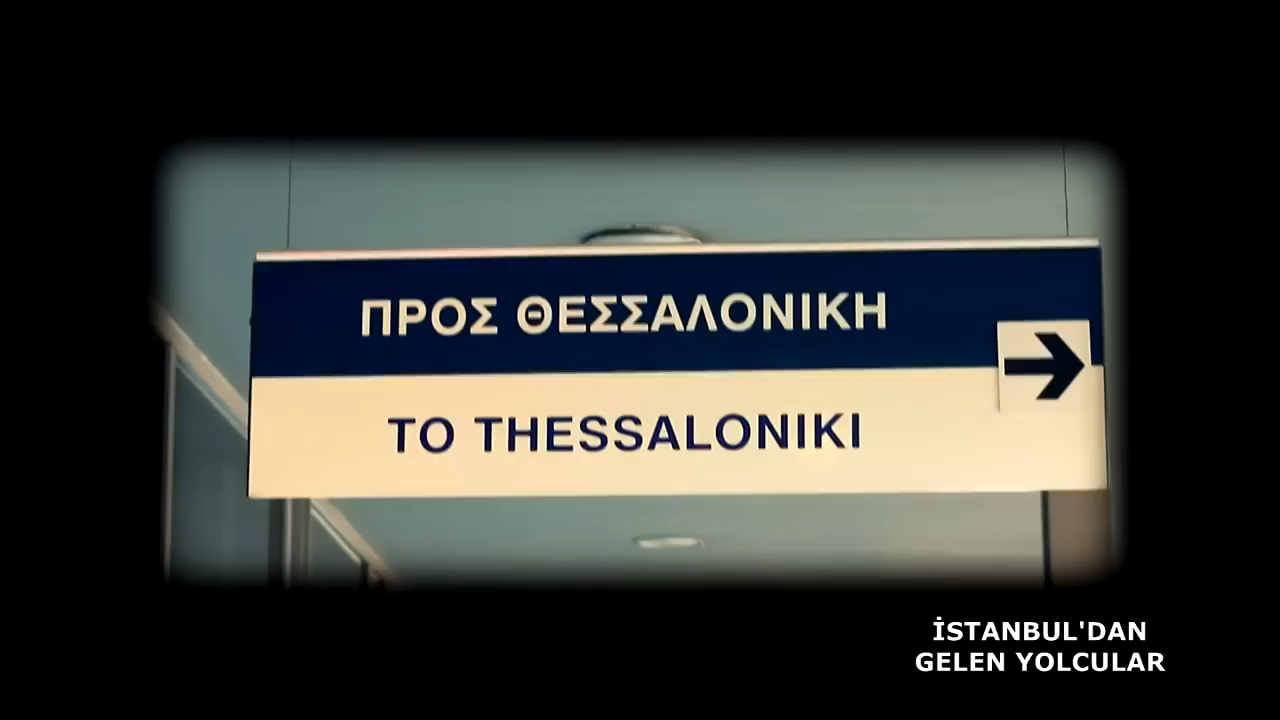 ΠΡΟΣ ΘΕΣΣΑΛΟΝΙΚΗ
TO THESSALONIKI
İSTANBUL'DAN
GELEN YOLCULAR